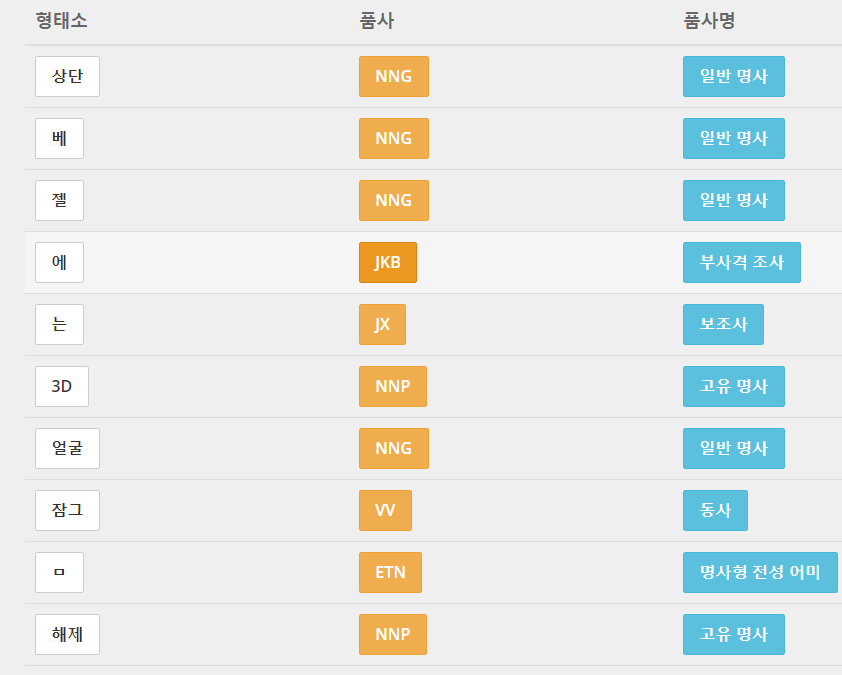 형태소 품사 품사명
상단 NNG 일반 명사
베 NNG 일반 명사
젤 NNG 일반 명사
에 JKB 부사격 조사
는 JX 보조사
3D NNP 고유 명사
얼굴 NNG 일반 명사
잠그 VV 동사
ㅁ ETN 명사형 전성 어미
해제 NNP 고유 명사